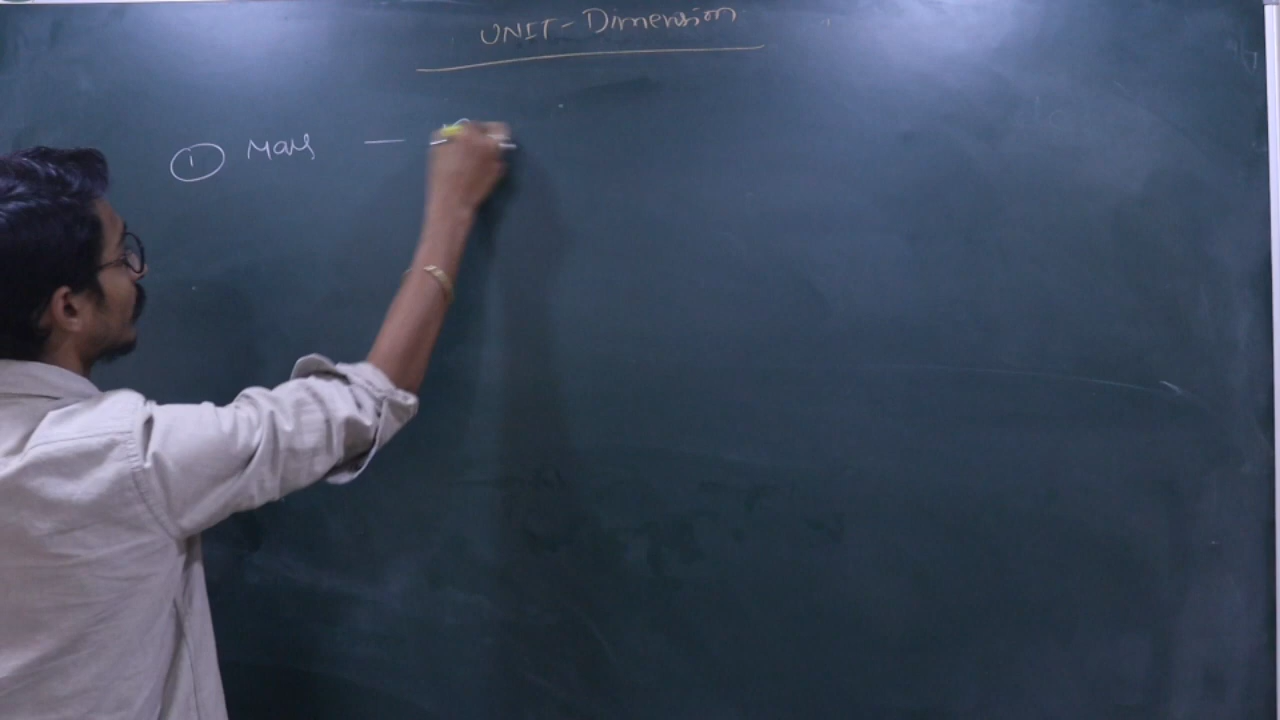 UNIT - Dimension
① Mass —